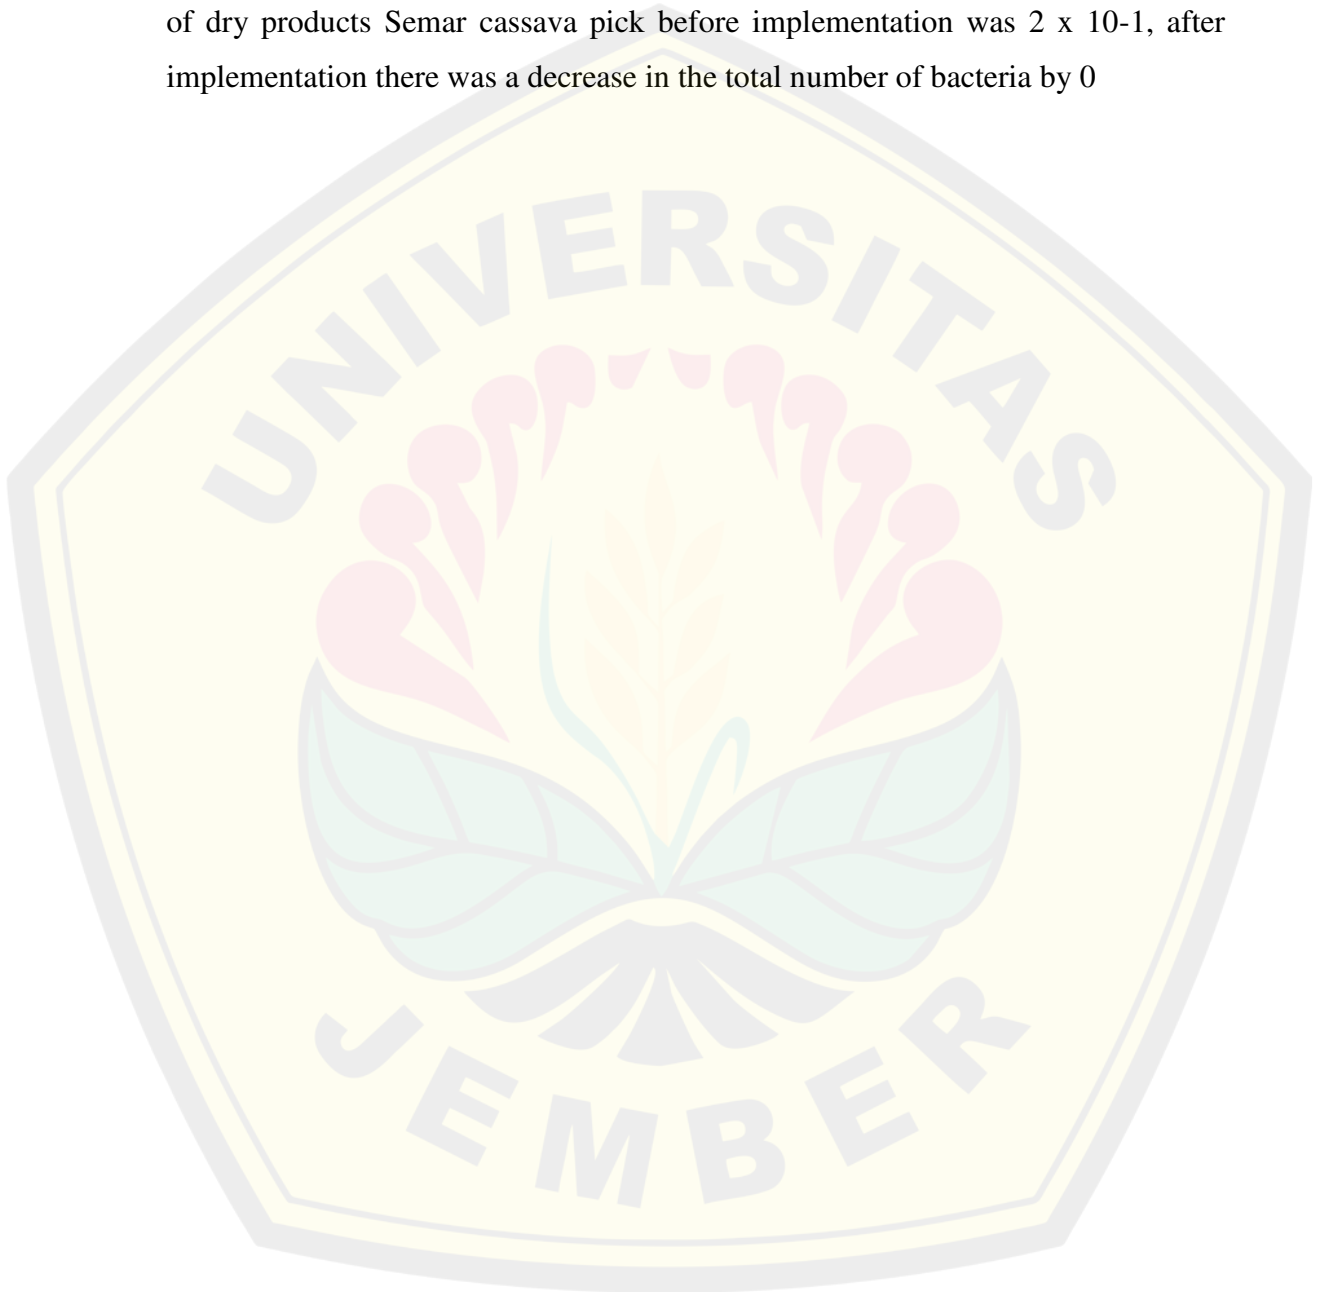 of dry products Semar cassava pick before implementation was 2 x 10-1, after
implementation there was a decrease in the total number of bacteria by 0
UNIVERSITAS
JEMBER